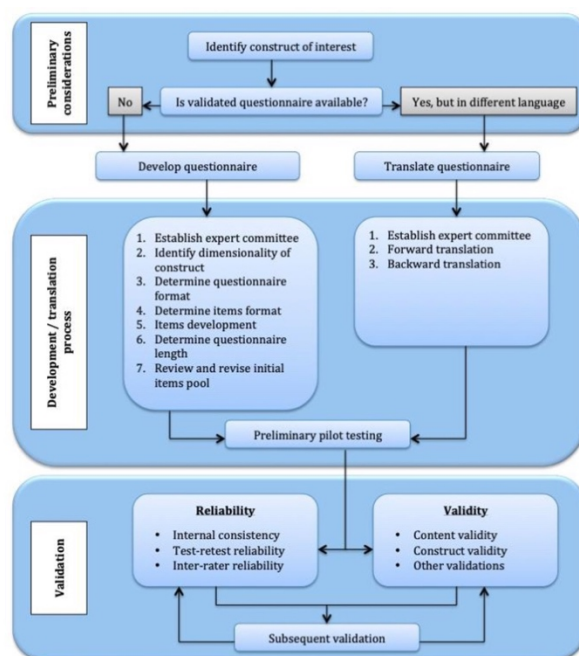 Preliminary
considerations
Identify construct of interest
No
Is validated questionnaire available?
Yes, but in different language
Develop questionnaire
Translate questionnaire
Development / translation
process
1. Establish expert committee
2. Identify dimensionality of
construct
3. Determine questionnaire
format
4. Determine items format
5. Items development
6. Determine questionnaire
length
7. Review and revise initial
items pool
1. Establish expert committee
2. Forward translation
3. Backward translation
Preliminary pilot testing
Validation
Reliability
• Internal consistency
• Test-retest reliability
• Inter-rater reliability
Validity
• Content validity
• Construct validity
• Other validations
Subsequent validation